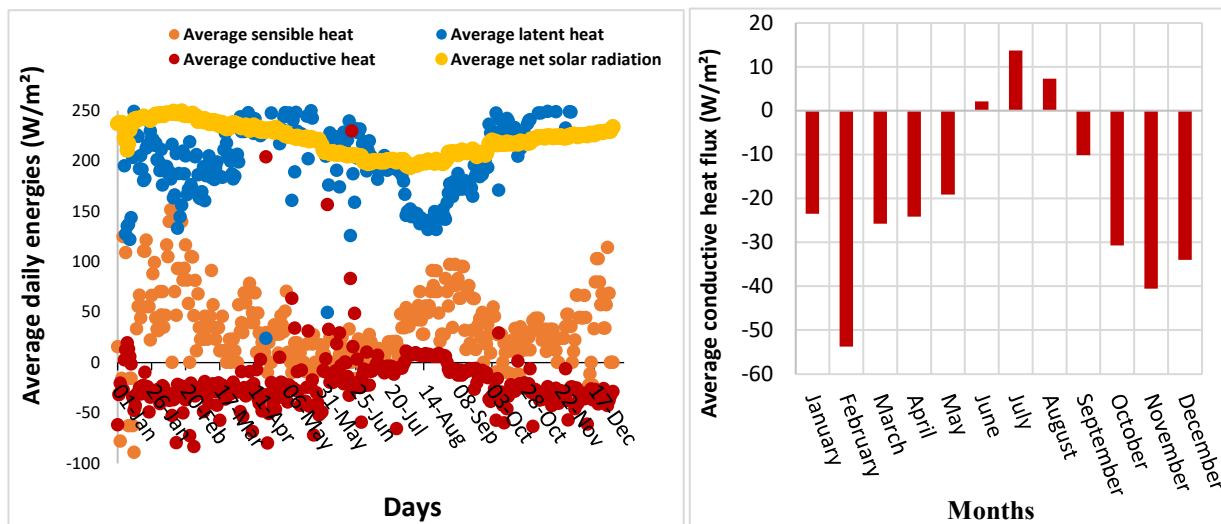 Average sensible heat
Average latent heat
Average conductive heat
Average net solar radiation
Average daily energies (W/m²)
250
200
150
100
50
0
-50
-100
01-Jan
26-Jan
20-Feb
17-Mar
11-Apr
06-May
31-May
25-Jun
20-Jul
14-Aug
08-Sep
03-Oct
28-Oct
22-Nov
17-Dec
Days
Average conductive heat flux (W/m²)
20
10
0
-10
-20
-30
-40
-50
-60
January
February
March
April
May
June
July
August
September
October
November
December
Months